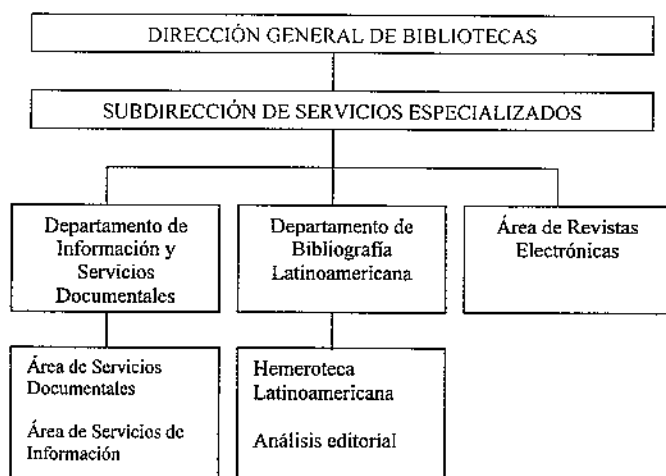 DIRECCIÓN GENERAL DE BIBLIOTECAS
SUBDIRECCIÓN DE SERVICIOS ESPECIALIZADOS
Departamento de
Información y
Servicios
Documentales
Departamento de
Bibliografía
Latinoamericana
Área de Revistas
Electrónicas
Área de Servicios
Documentales
Área de Servicios de
Información
Hemeroteca
Latinoamericana
Análisis editorial